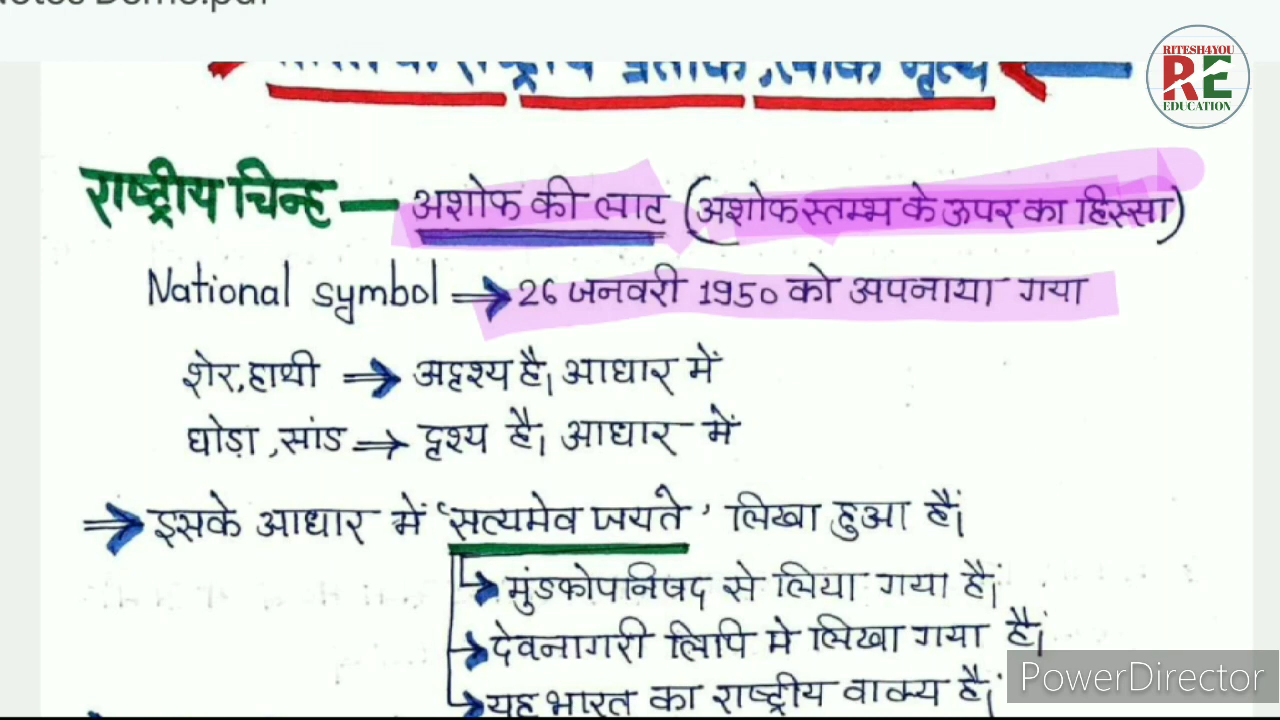 RITESH4YOU
RE
EDUCATION
राष्ट्रीय चिन्ह — अशोक की लाट (अशोक स्तम्भ के ऊपर का हिस्सा)
National symbol ⇒ 26 जनवरी 1950 को अपनाया गया
शेर, हाथी ⇒ अदृश्य है। आधार में
घोड़ा, सांड ⇒ दृश्य है। आधार में
⇒ इसके आधार में 'सत्यमेव जयते' लिखा हुआ है।
→ मुंडकोपनिषद से लिया गया है।
→ देवनागरी लिपि मे लिखा गया है।
→ यह भारत का राष्ट्रीय वाक्य है।
PowerDirector